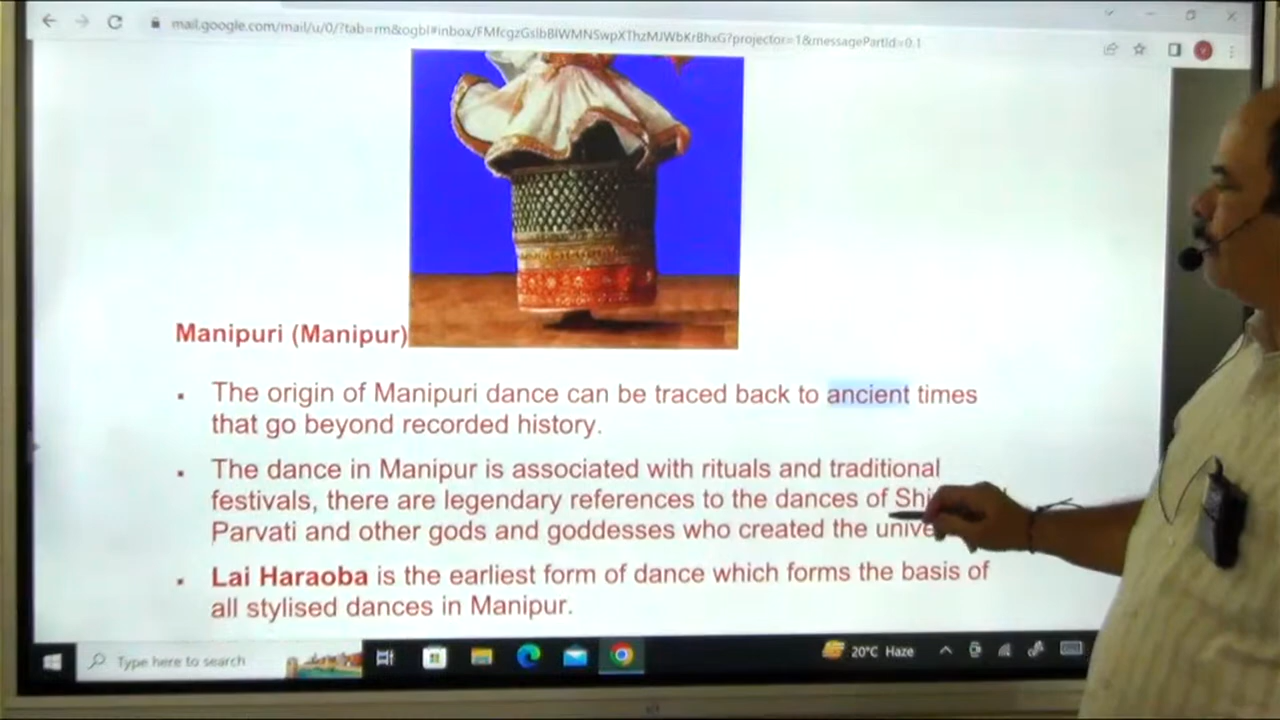 mail.google.com/mail/u/0/?tab=rm&ogbl#inbox/FMfcgzGslbBlWMNSwpXThzMJWbKrBhxG?projector=1&messagePartId=0.1
Manipuri (Manipur)
The origin of Manipuri dance can be traced back to ancient times
that go beyond recorded history.
The dance in Manipur is associated with rituals and traditional
festivals, there are legendary references to the dances of
Parvati and other gods and goddesses who created the
Lai Haraoba is the earliest form of dance which forms the basis of
all stylised dances in Manipur.
Type here to search
20°C Haze